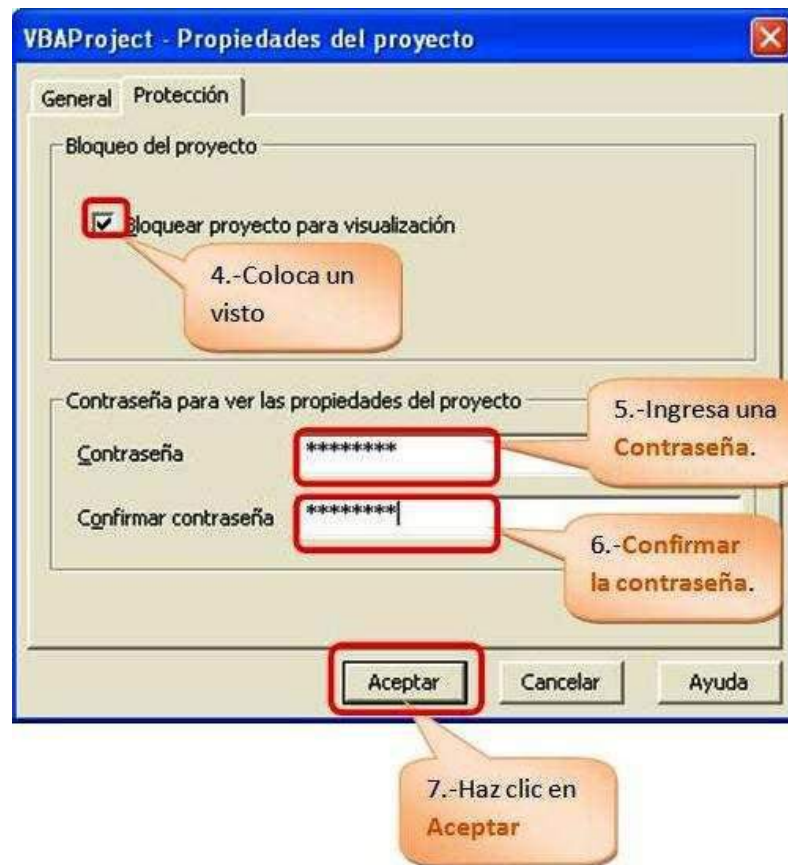 VBAProject - Propiedades del proyecto
General Protección
Bloqueo del proyecto
Bloquear proyecto para visualización
4.-Coloca un
visto
Contraseña para ver las propiedades del proyecto
5.-Ingresa una
Contraseña.
Contraseña ********
Confirmar contraseña ********
6.-Confirmar
la contraseña.
Aceptar Cancelar Ayuda
7.-Haz clic en
Aceptar